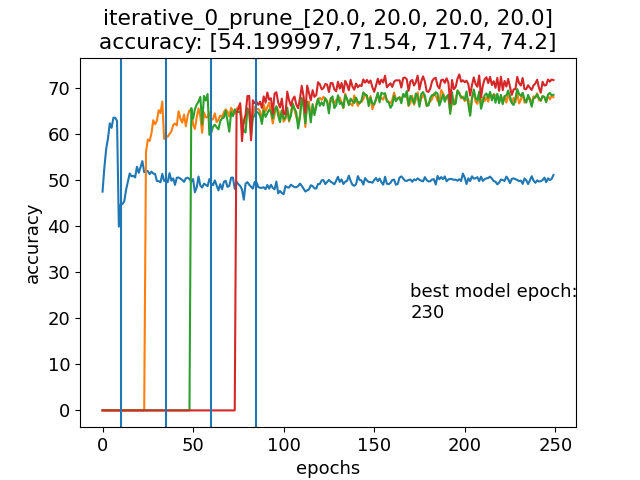 iterative_0_prune_[20.0, 20.0, 20.0, 20.0]
accuracy: [54.199997, 71.54, 71.74, 74.2]
70
60
50
40
30
20
10
0
accuracy
best model epoch:
230
0 50 100 150 200 250
epochs